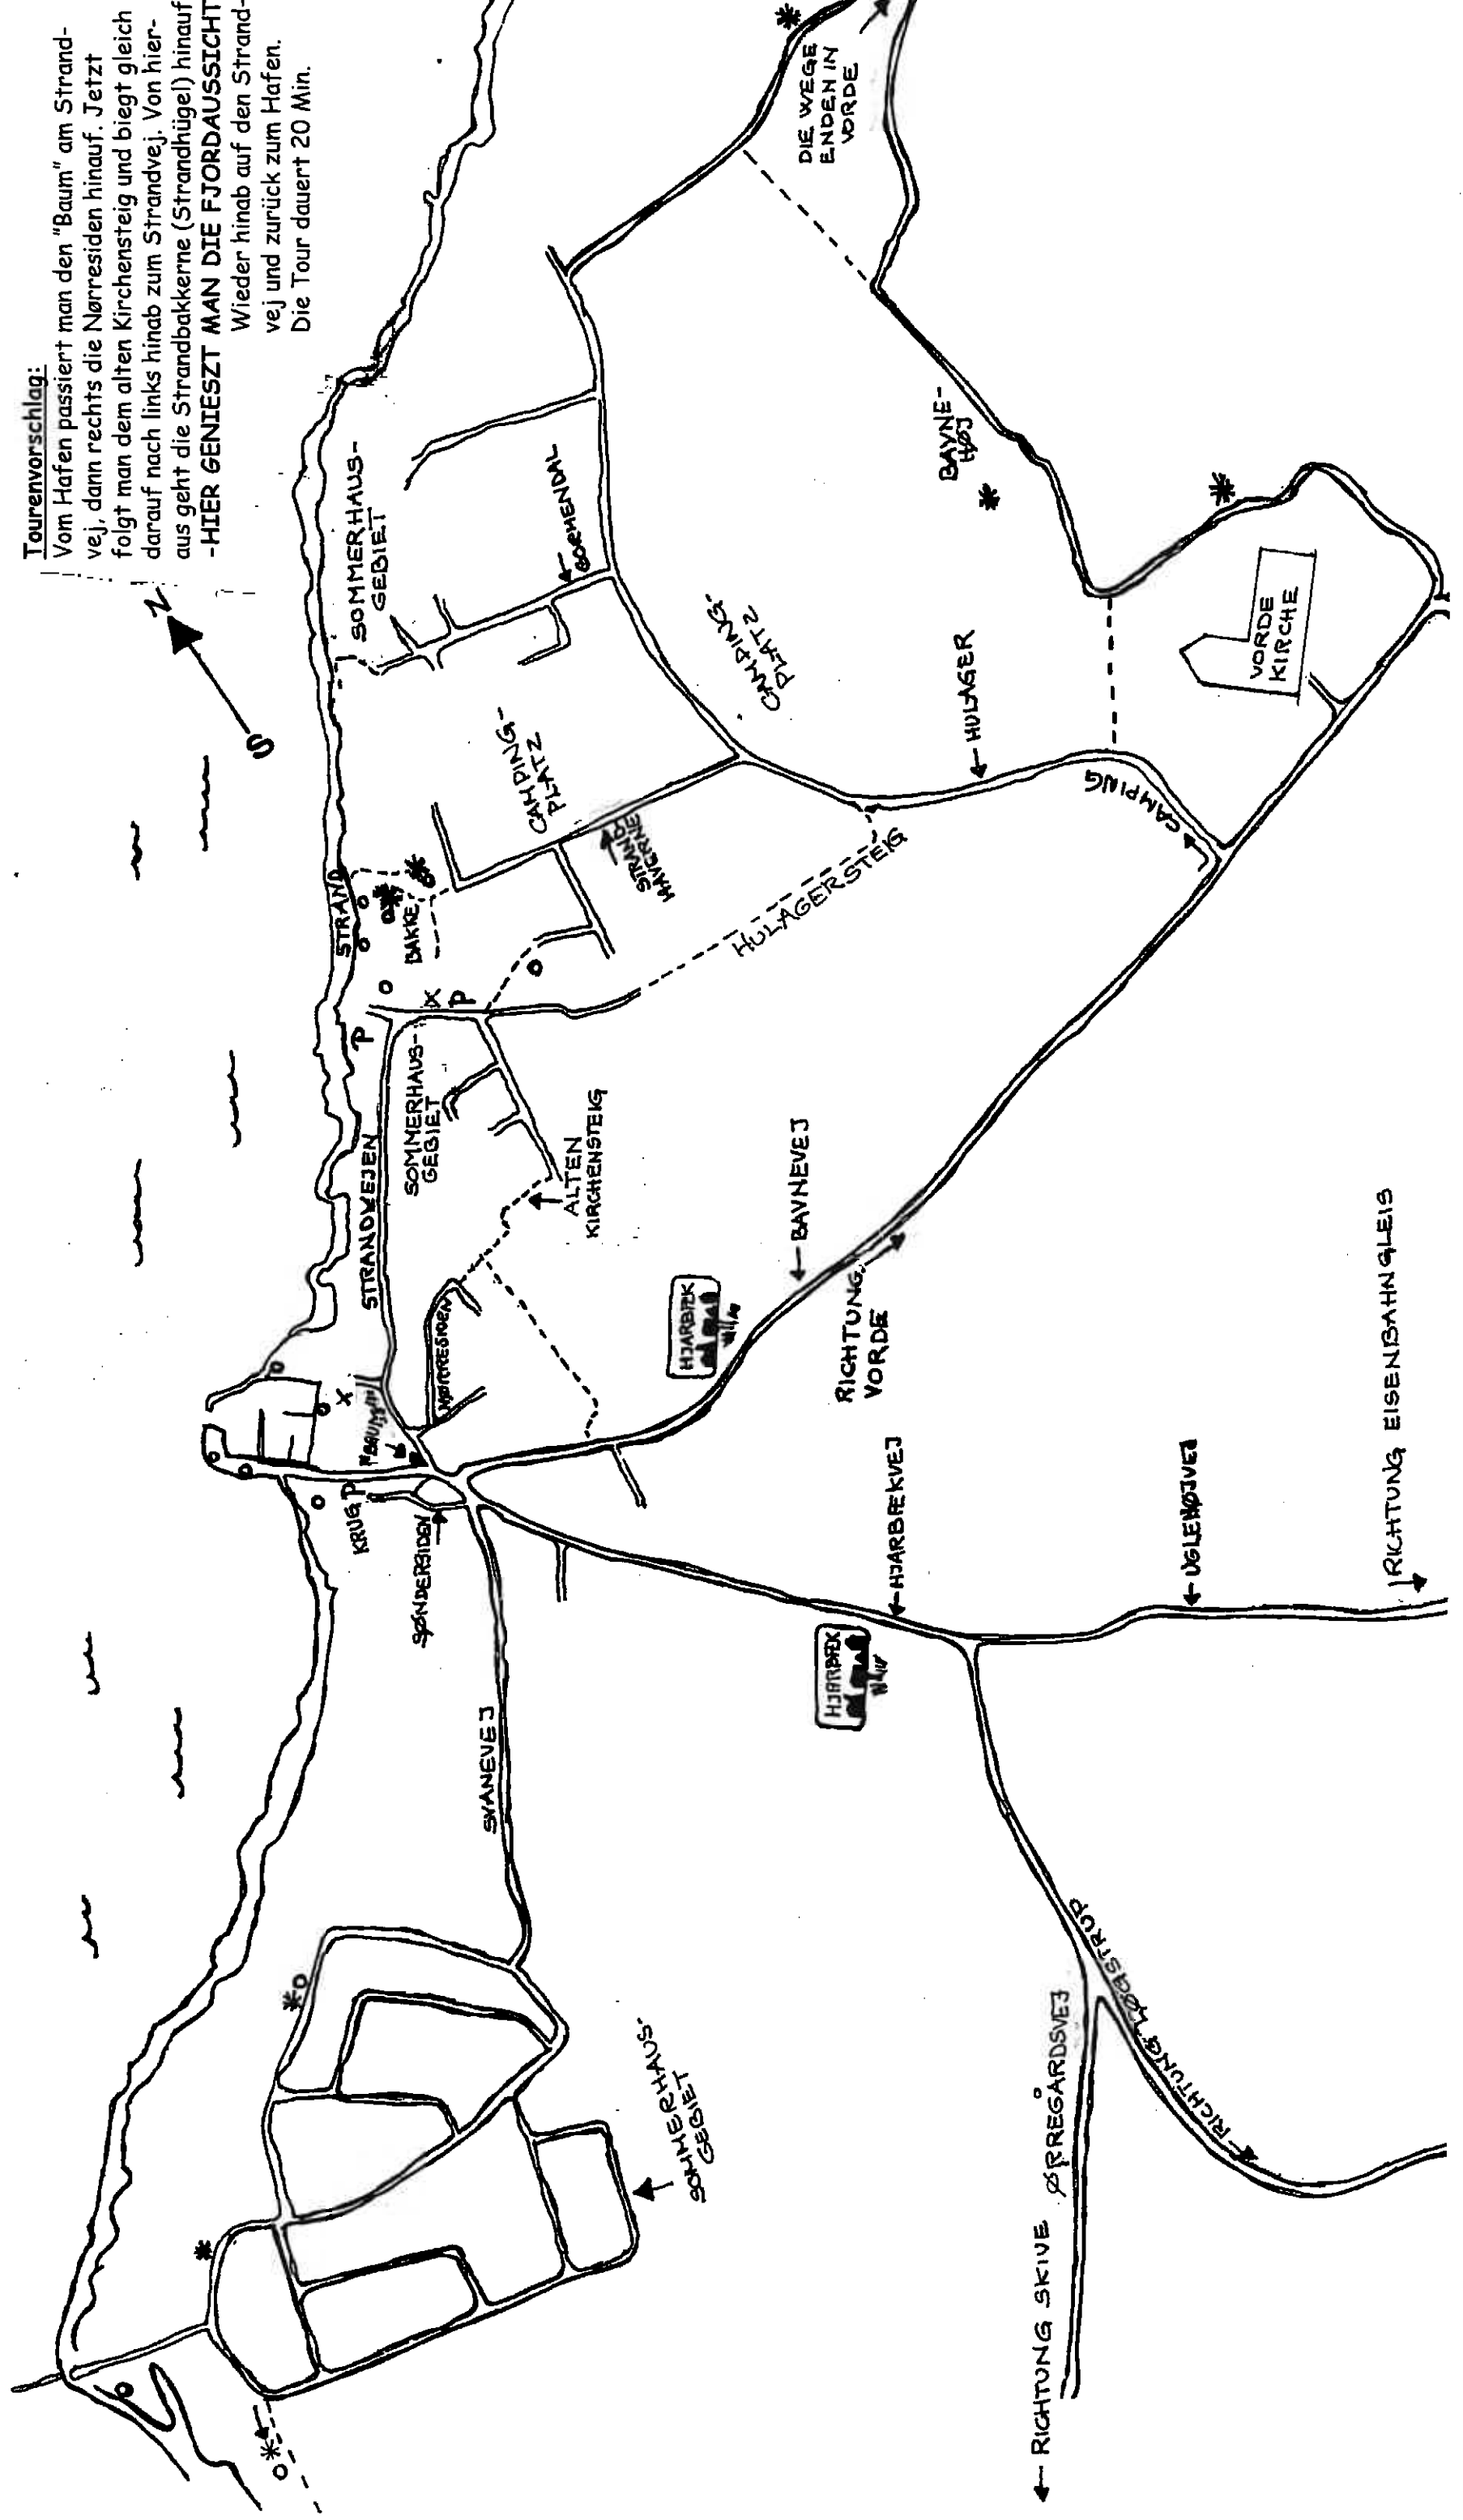 Tourenvorschlag:
Vom Hafen passiert man den "Baum" am Strand-
vej, dann rechts die Nørresiden hinauf. Jetzt
folgt man dem alten Kirchensteig und biegt gleich
darauf nach links hinab zum Strandvej. Von hier-
aus geht die Strandbakkerne (Strandhügel) hinauf
-HIER GENIESZT MAN DIE FJORDAUSSICHT
Wieder hinab auf den Strand-
vej und zurück zum Hafen.
Die Tour dauert 20 Min.
N
S
DIE WEGE
ENDEN IN
VORDE
SOMMERHAUS-
GEBIET
GORMENDAL
BAVNE-
HØJ
CAMPING-
PLATZ
CAMPING-
PLATZ
HULAGER
VORDE
KIRCHE
CAMPING
STRAND
BAKKE
HULAGERSTEIG
P
X P
SOMMERHAUS-
GEBIET
STRANDVEJEN
ALTEN
KIRCHENSTEIG
NØRRESIDEN
HJARBÆK
BAVNEVEJ
RICHTUNG
VORDE
X
"BAUM"
KRUG P
SØNDERSIDEN
HJARBÆKVEJ
HJARBÆK
UGLEHØJVEJ
RICHTUNG EISENBAHNGLEIS
SVANEVEJ
SOMMERHAUS-
GEBIET
RICHTUNG LØGSTRUP
RICHTUNG SKIVE ØRREGÅRDSVEJ